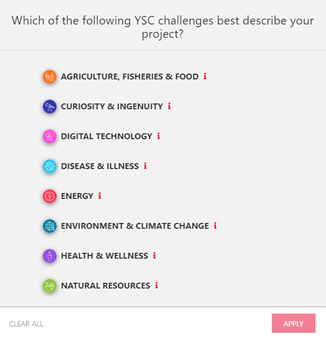 Which of the following YSC challenges best describe your
project?
AGRICULTURE, FISHERIES & FOOD i
CURIOSITY & INGENUITY i
DIGITAL TECHNOLOGY i
DISEASE & ILLNESS i
ENERGY i
ENVIRONMENT & CLIMATE CHANGE i
HEALTH & WELLNESS i
NATURAL RESOURCES i
CLEAR ALL
APPLY